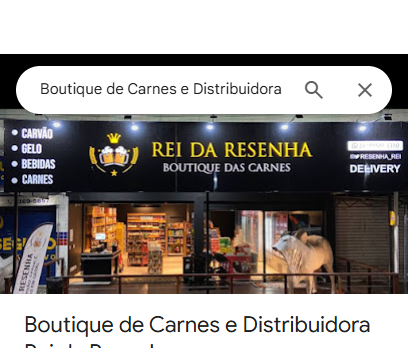 Boutique de Carnes e Distribuidora
• CARVÃO
• GELO
• BEBIDAS
• CARNES
REI DA RESENHA
BOUTIQUE DAS CARNES
@RESENHA_REI
DELIVERY
RESENHA
Boutique de Carnes e Distribuidora